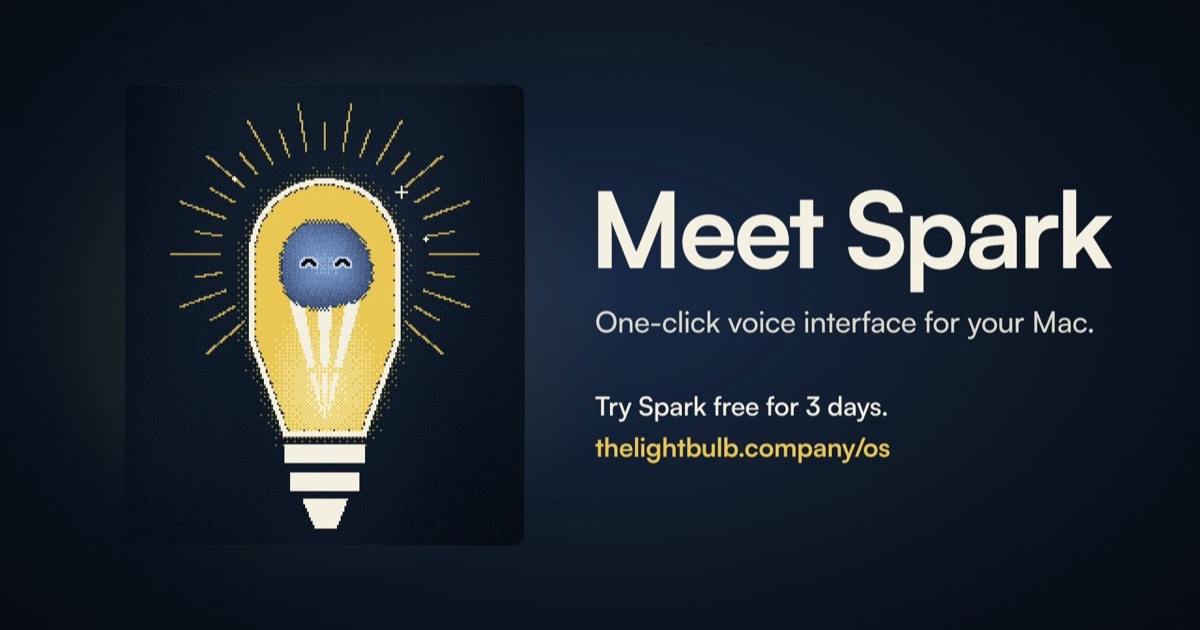 Meet Spark
One-click voice interface for your Mac.
Try Spark free for 3 days.
thelightbulb.company/os